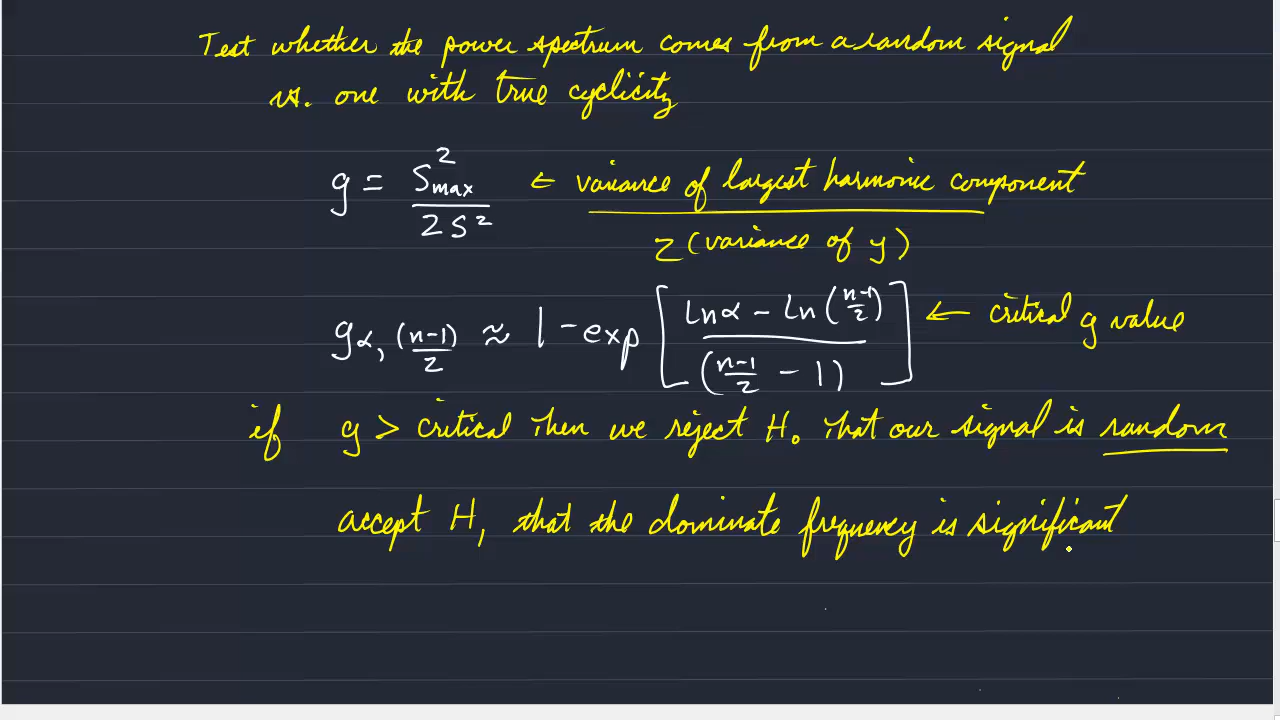 Test whether the power spectrum comes from a random signal
vs. one with true cyclicity
g = S²max / 2S² ← variance of largest harmonic component / 2 (variance of y)
gα, (n-1)/2 ≈ 1 - exp [ (ln α - ln (n-1/2)) / (n-1/2 - 1) ] ← critical g value
if g > critical then we reject H₀ that our signal is random
accept H₁ that the dominate frequency is significant